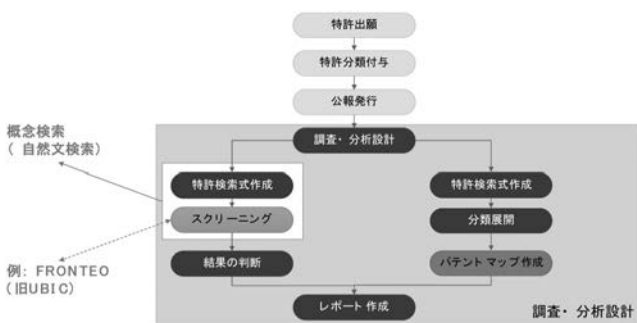 特許出願
特許分類付与
公報発行
調査・分析設計
概念検索
(自然文検索)
特許検索式作成
特許検索式作成
スクリーニング
分類展開
例: FRONTEO
(旧UBIC)
結果の判断
パテントマップ作成
レポート作成
調査・分析設計